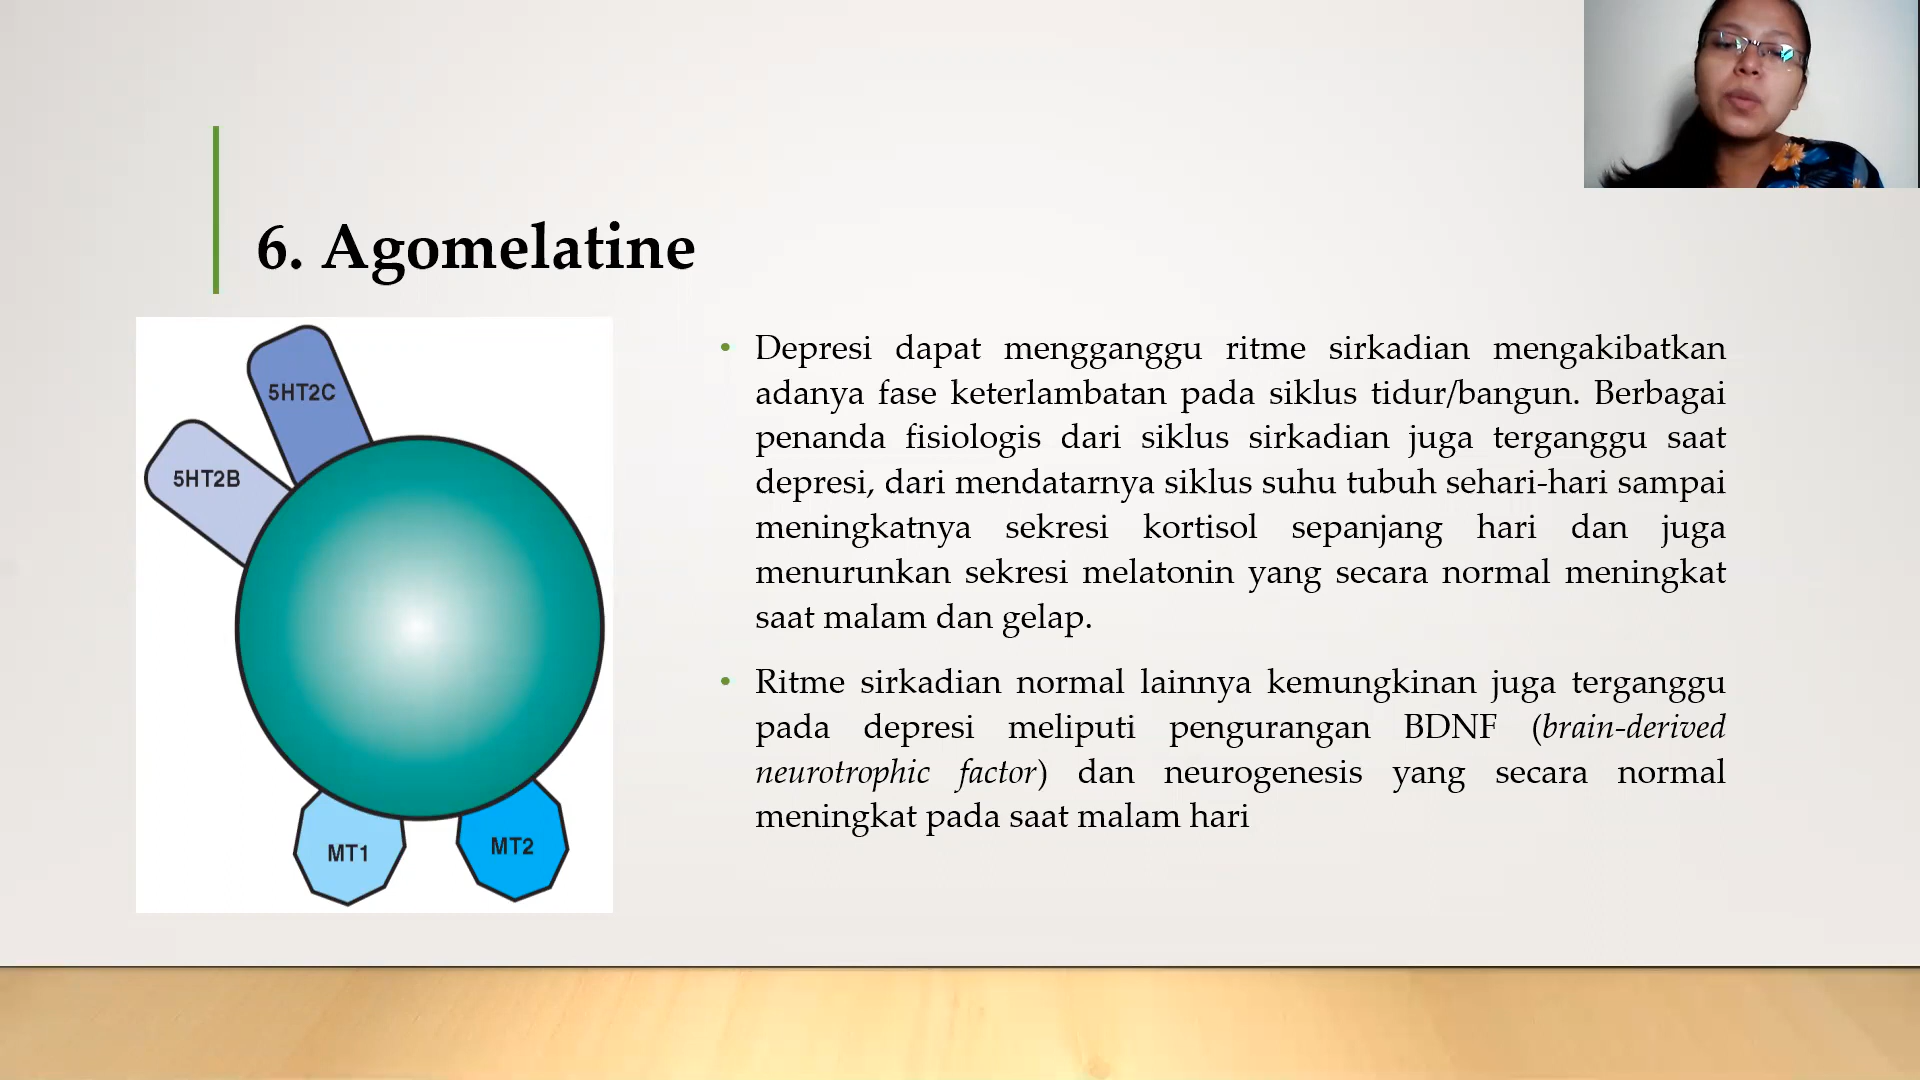 6. Agomelatine
5HT2C
5HT2B
MT1
MT2
• Depresi dapat mengganggu ritme sirkadian mengakibatkan
adanya fase keterlambatan pada siklus tidur/bangun. Berbagai
penanda fisiologis dari siklus sirkadian juga terganggu saat
depresi, dari mendatarnya siklus suhu tubuh sehari-hari sampai
meningkatnya sekresi kortisol sepanjang hari dan juga
menurunkan sekresi melatonin yang secara normal meningkat
saat malam dan gelap.
• Ritme sirkadian normal lainnya kemungkinan juga terganggu
pada depresi meliputi pengurangan BDNF (brain-derived
neurotrophic factor) dan neurogenesis yang secara normal
meningkat pada saat malam hari